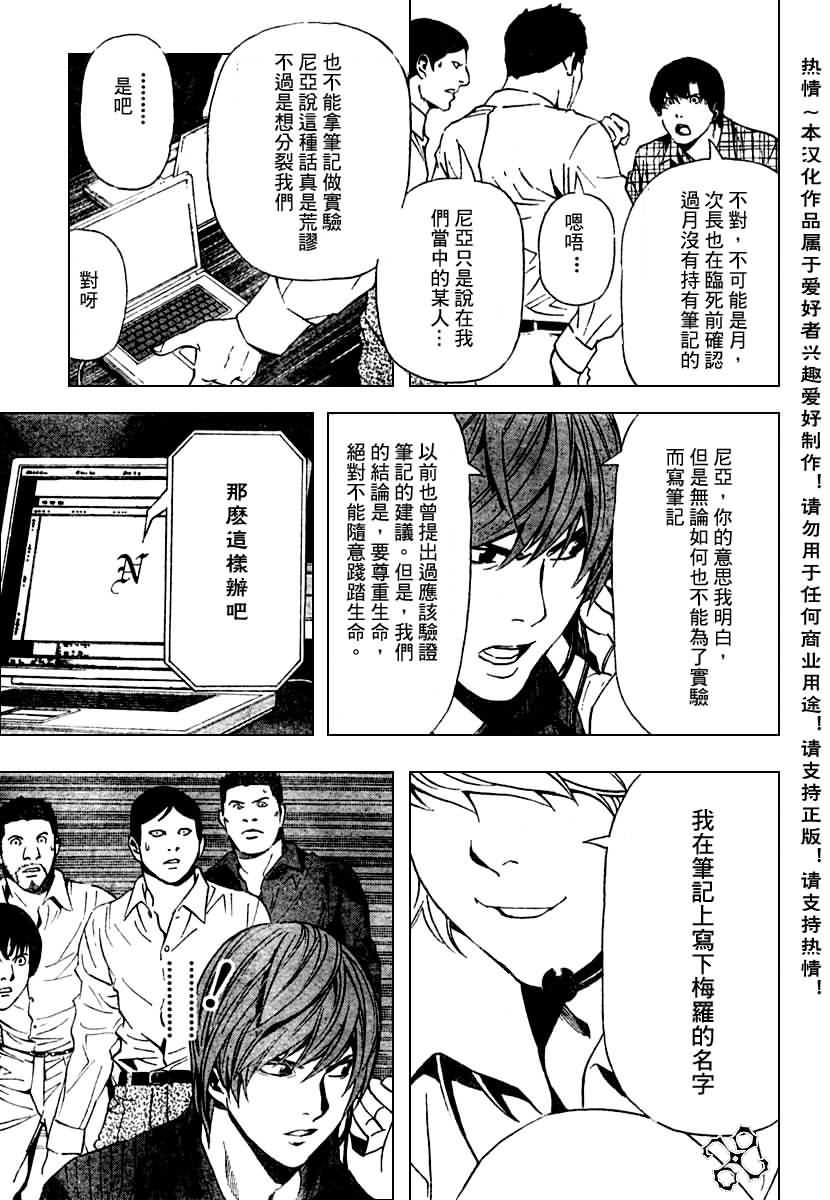 不對，不可能是月，
次長也在臨死前確認
過月沒有持有筆記的
嗯唔…
尼亞只是說在我
們當中的某人…
也不能拿筆記做實驗
尼亞說這種話真是荒謬
不過是想分裂我們
………
是吧
對呀
尼亞，你的意思我明白，
但是無論如何也不能為了實驗
而寫筆記
以前也曾提出過應該驗證
筆記的建議。但是，我們
的結論是，要尊重生命，
絕對不能隨意踐踏生命。
那麼這樣辦吧
N
我在筆記上寫下梅羅的名字
！
………
热情～本汉化作品属于爱好者兴趣爱好制作！请勿用于任何商业用途！请支持正版！请支持热情！